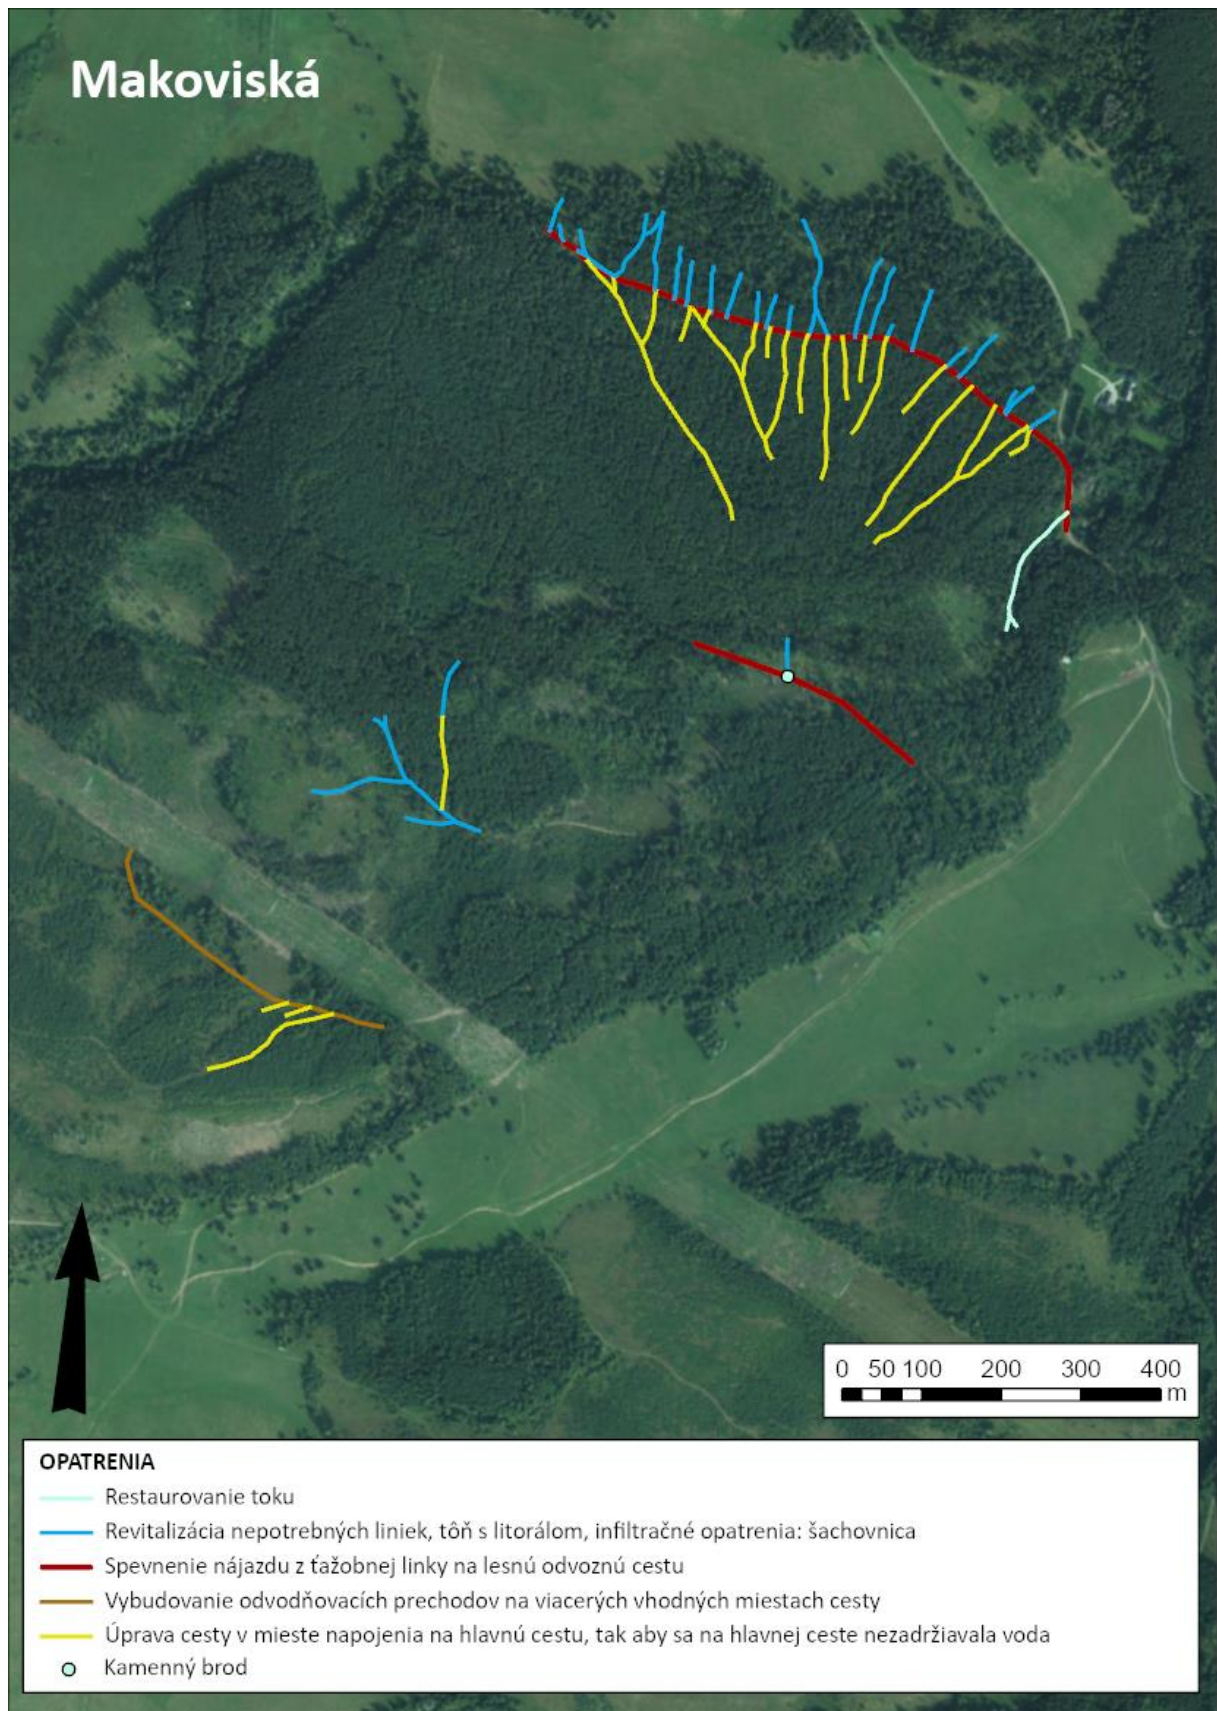 Makoviská
0 50 100 200 300 400
m
OPATRENIA
Restaurovanie toku
Revitalizácia nepotrebných liniek, tôň s litorálom, infiltračné opatrenia: šachovnica
Spevnenie nájazdu z ťažobnej linky na lesnú odvoznú cestu
Vybudovanie odvodňovacích prechodov na viacerých vhodných miestach cesty
Úprava cesty v mieste napojenia na hlavnú cestu, tak aby sa na hlavnej ceste nezadržiavala voda
Kamenný brod